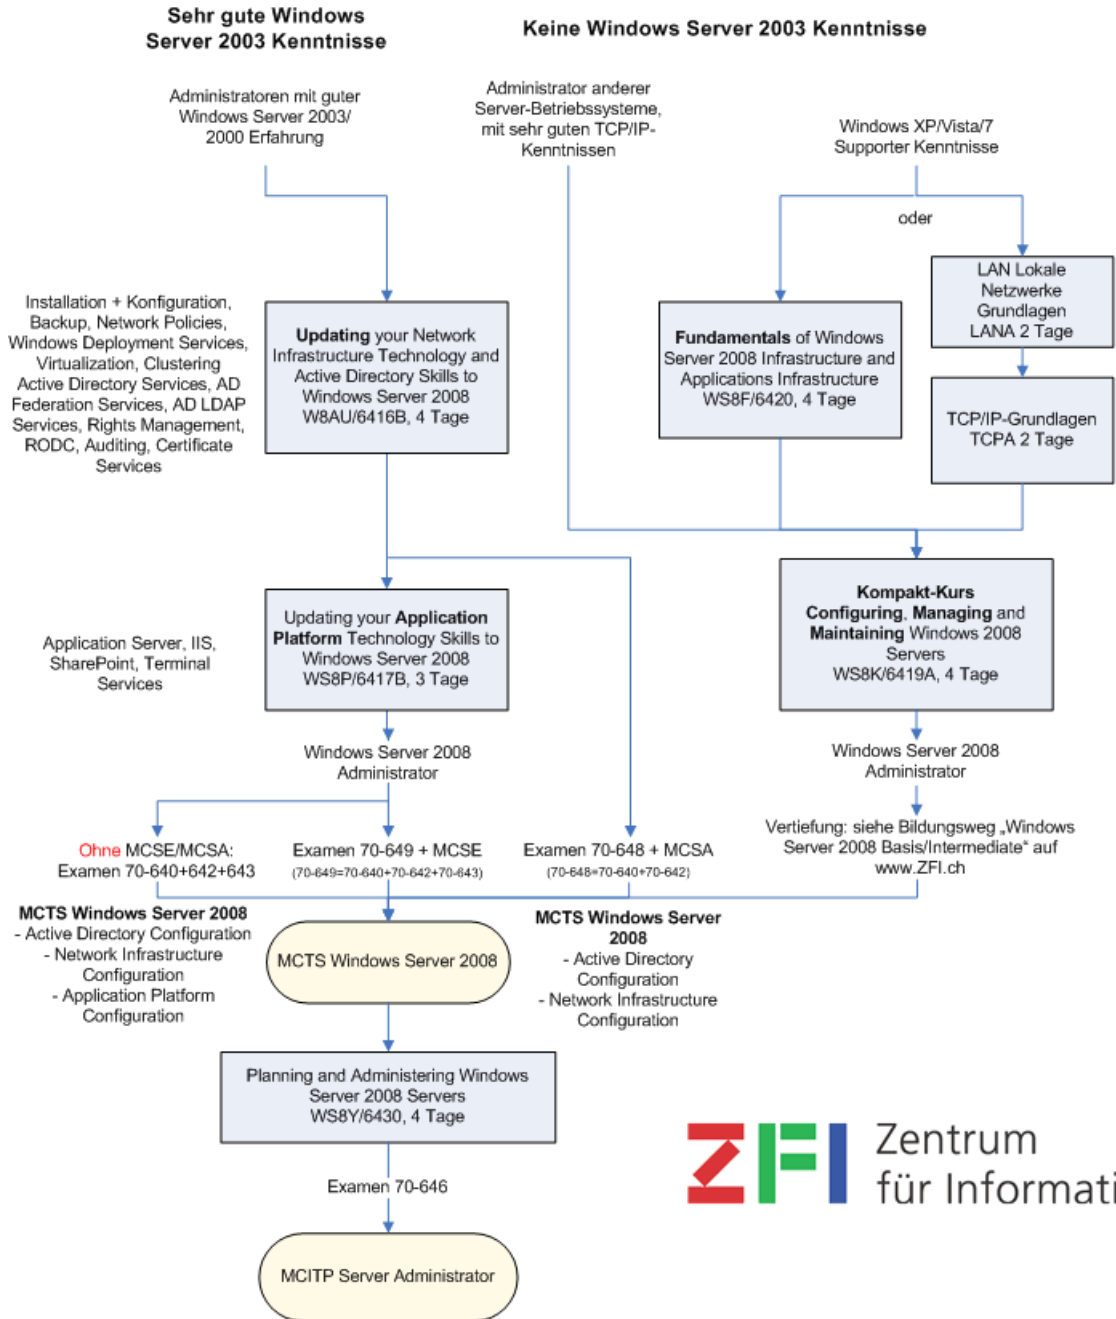 Sehr gute Windows
Server 2003 Kenntnisse
Keine Windows Server 2003 Kenntnisse
Administratoren mit guter
Windows Server 2003/
2000 Erfahrung
Administrator anderer
Server-Betriebssysteme,
mit sehr guten TCP/IP-
Kenntnissen
Windows XP/Vista/7
Supporter Kenntnisse
oder
Installation + Konfiguration,
Backup, Network Policies,
Windows Deployment Services,
Virtualization, Clustering
Active Directory Services, AD
Federation Services, AD LDAP
Services, Rights Management,
RODC, Auditing, Certificate
Services
Updating your Network
Infrastructure Technology and
Active Directory Skills to
Windows Server 2008
W8AU/6416B, 4 Tage
Fundamentals of Windows
Server 2008 Infrastructure and
Applications Infrastructure
WS8F/6420, 4 Tage
LAN Lokale
Netzwerke
Grundlagen
LANA 2 Tage
TCP/IP-Grundlagen
TCPA 2 Tage
Application Server, IIS,
SharePoint, Terminal
Services
Updating your Application
Platform Technology Skills to
Windows Server 2008
WS8P/6417B, 3 Tage
Kompakt-Kurs
Configuring, Managing and
Maintaining Windows 2008
Servers
WS8K/6419A, 4 Tage
Windows Server 2008
Administrator
Windows Server 2008
Administrator
Ohne MCSE/MCSA:
Examen 70-640+642+643
Examen 70-649 + MCSE
(70-649=70-640+70-642+70-643)
Examen 70-648 + MCSA
(70-648=70-640+70-642)
Vertiefung: siehe Bildungsweg „Windows
Server 2008 Basis/Intermediate“ auf
www.ZFI.ch
MCTS Windows Server 2008
- Active Directory Configuration
- Network Infrastructure
Configuration
- Application Platform
Configuration
MCTS Windows Server 2008
MCTS Windows Server
2008
- Active Directory
Configuration
- Network Infrastructure
Configuration
Planning and Administering Windows
Server 2008 Servers
WS8Y/6430, 4 Tage
Examen 70-646
MCITP Server Administrator
ZFI
Zentrum
für Informati